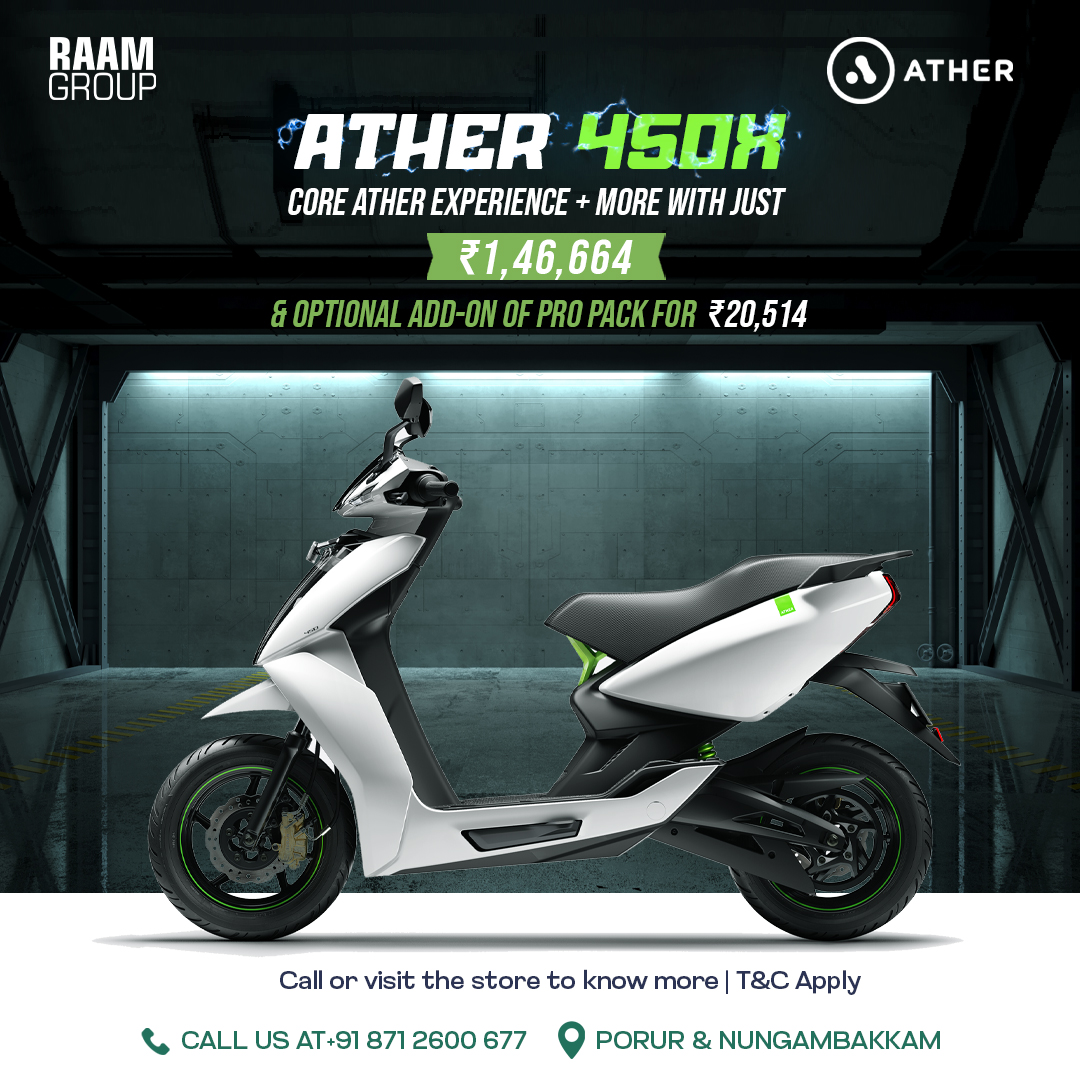 RAAM
GROUP
ATHER
ATHER 450X
CORE ATHER EXPERIENCE + MORE WITH JUST
₹1,46,664
& OPTIONAL ADD-ON OF PRO PACK FOR ₹20,514
Call or visit the store to know more | T&C Apply
CALL US AT+91 871 2600 677
PORUR & NUNGAMBAKKAM